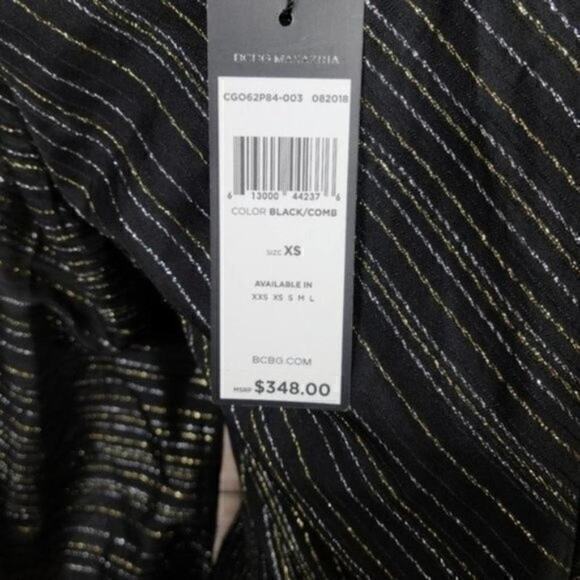 BCBG MAXAZRIA
CGO62P84-003 082018
6 13000 44237 6
COLOR BLACK/COMB
SIZE XS
AVAILABLE IN
XXS XS S M L
BCBG.COM
MSRP $348.00